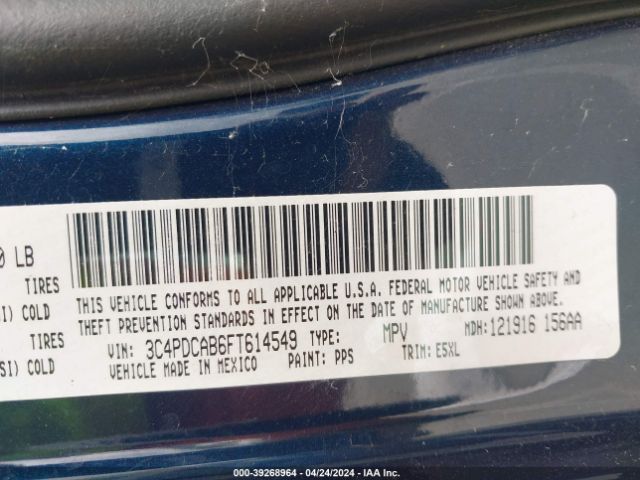 0 LB
TIRES
SI) COLD
TIRES
SI) COLD
THIS VEHICLE CONFORMS TO ALL APPLICABLE U.S.A. FEDERAL MOTOR VEHICLE SAFETY AND
THEFT PREVENTION STANDARDS IN EFFECT ON THE DATE OF MANUFACTURE SHOWN ABOVE.
VIN: 3C4PDCAB6FT614549 TYPE: MPV MDH:121916 156AA
VEHICLE MADE IN MEXICO PAINT: PPS TRIM: E5XL
000-39268964 - 04/24/2024 - IAA Inc.